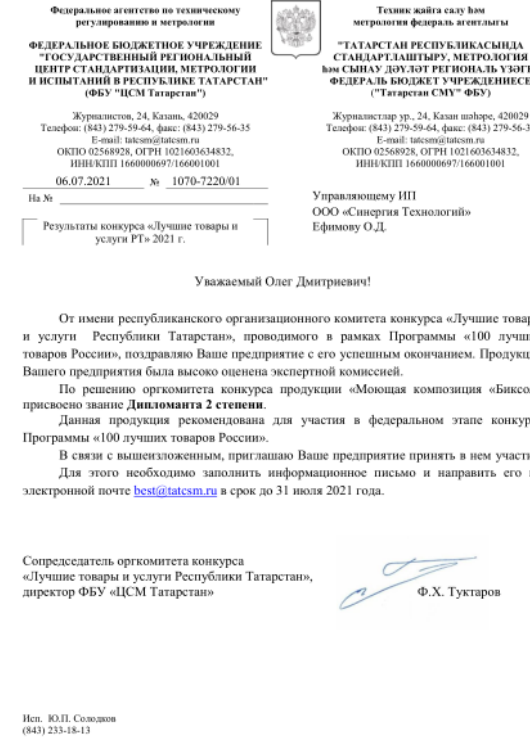 Федеральное агентство по техническому
регулированию и метрологии
ФЕДЕРАЛЬНОЕ БЮДЖЕТНОЕ УЧРЕЖДЕНИЕ
"ГОСУДАРСТВЕННЫЙ РЕГИОНАЛЬНЫЙ
ЦЕНТР СТАНДАРТИЗАЦИИ, МЕТРОЛОГИИ
И ИСПЫТАНИЙ В РЕСПУБЛИКЕ ТАТАРСТАН"
(ФБУ "ЦСМ Татарстан")
Журналистов, 24, Казань, 420029
Телефон: (843) 279-59-64, факс: (843) 279-56-35
E-mail: tatcsm@tatcsm.ru
ОКПО 02568928, ОГРН 1021603634832,
ИНН/КПП 1660000697/166001001
Техник җайга салу һәм
метрология федераль агентлыгы
"ТАТАРСТАН РЕСПУБЛИКАСЫНДА
СТАНДАРТЛАШТЫРУ, МЕТРОЛОГИЯ
һәм СЫНАУ ДӘҮЛӘТ РЕГИОНАЛЬ ҮЗӘГЕ
ФЕДЕРАЛЬ БЮДЖЕТ УЧРЕЖДЕНИЕСЕ
("Татарстан СМҮ" ФБУ)
Журналистлар ур., 24, Казан шәһәре, 420029
Телефон: (843) 279-59-64, факс: (843) 279-56-3
E-mail: tatcsm@tatcsm.ru
ОКПО 02568928, ОГРН 1021603634832,
ИНН/КПП 1660000697/166001001
06.07.2021 № 1070-7220/01
На №
Результаты конкурса «Лучшие товары и
услуги РТ» 2021 г.
Управляющему ИП
ООО «Синергия Технологий»
Ефимову О.Д.
Уважаемый Олег Дмитриевич!
От имени республиканского организационного комитета конкурса «Лучшие товар
и услуги Республики Татарстан», проводимого в рамках Программы «100 лучш
товаров России», поздравляю Ваше предприятие с его успешным окончанием. Продукц
Вашего предприятия была высоко оценена экспертной комиссией.
По решению оргкомитета конкурса продукции «Моющая композиция «Биксо
присвоено звание Дипломанта 2 степени.
Данная продукция рекомендована для участия в федеральном этапе конкур
Программы «100 лучших товаров России».
В связи с вышеизложенным, приглашаю Ваше предприятие принять в нем участи
Для этого необходимо заполнить информационное письмо и направить его
электронной почте best@tatcsm.ru в срок до 31 июля 2021 года.
Сопредседатель оргкомитета конкурса
«Лучшие товары и услуги Республики Татарстан»,
директор ФБУ «ЦСМ Татарстан» Ф.Х. Туктаров
Исп. Ю.П. Солодков
(843) 233-18-13